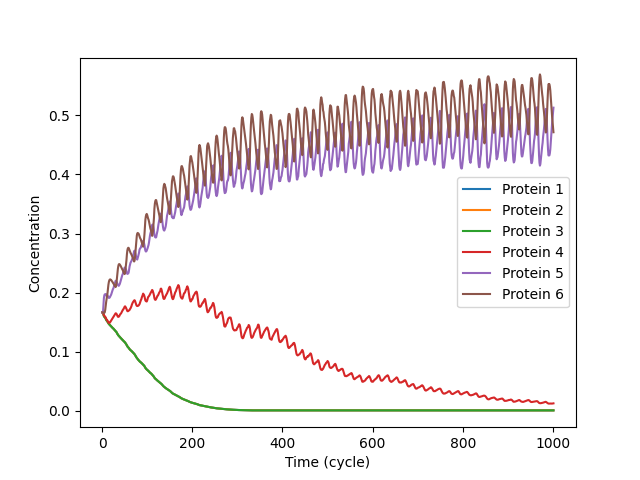 0.5
0.4
0.3
0.2
0.1
0.0
Concentration
Protein 1
Protein 2
Protein 3
Protein 4
Protein 5
Protein 6
0 200 400 600 800 1000
Time (cycle)